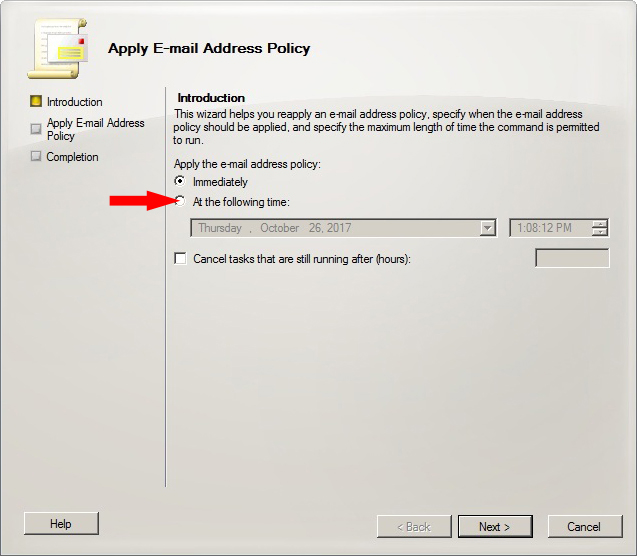 Apply E-mail Address Policy
Introduction
Apply E-mail Address
Policy
Completion
Introduction
This wizard helps you reapply an e-mail address policy, specify when the e-mail address
policy should be applied, and specify the maximum length of time the command is permitted
to run.
Apply the e-mail address policy:
Immediately
At the following time:
Thursday , October 26, 2017
1:08:12 PM
Cancel tasks that are still running after (hours):
Help
< Back
Next >
Cancel